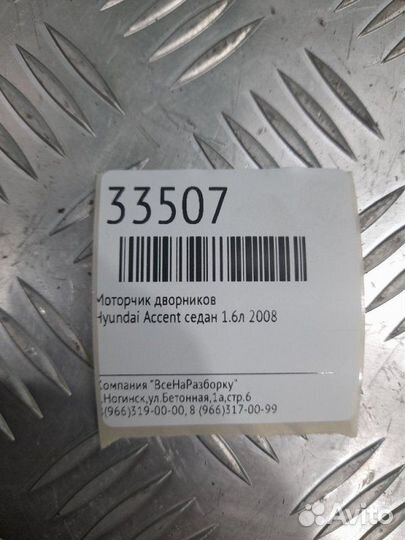 33507
Моторчик дворников
Hyundai Accent седан 1.6л 2008
Компания "ВсеНаРазборку"
.Ногинск,ул.Бетонная,1а,стр.6
(966)319-00-00, 8 (966)317-00-99
Avito